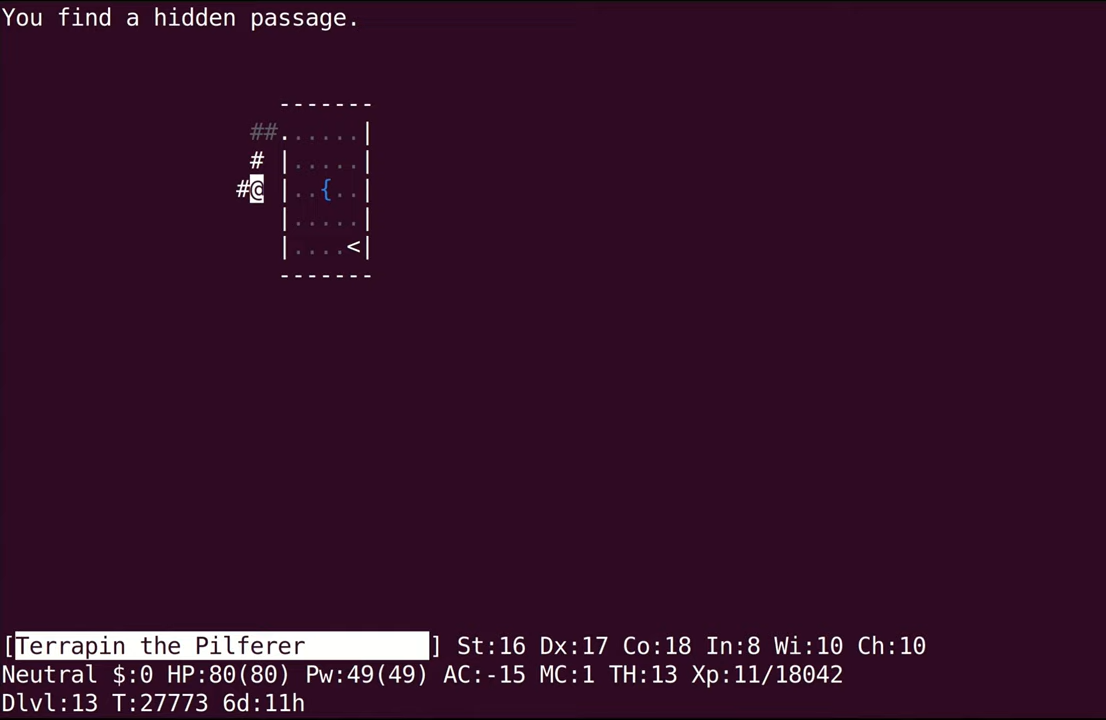 You find a hidden passage.
-------
##......|
# |.....|
#@ |..{..|
|.....|
|....<|
-------
[Terrapin the Pilferer ] St:16 Dx:17 Co:18 In:8 Wi:10 Ch:10
Neutral $:0 HP:80(80) Pw:49(49) AC:-15 MC:1 TH:13 Xp:11/18042
Dlvl:13 T:27773 6d:11h